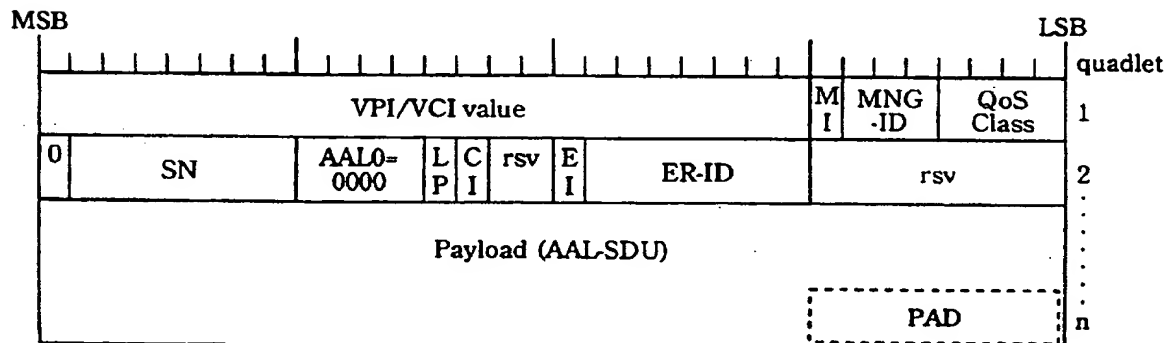 MSB
LSB
quadlet
VPI/VCI value
M
I
MNG
-ID
QoS
Class
1
0
SN
AAL0=
0000
L
P
C
I
rsv
E
I
ER-ID
rsv
2
Payload (AAL-SDU)
PAD
n